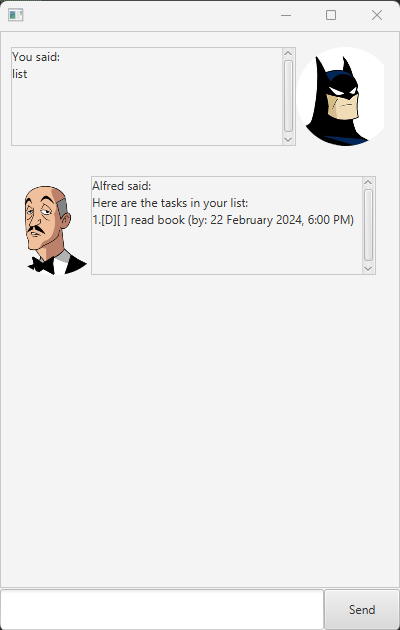 You said:
list
Alfred said:
Here are the tasks in your list:
1.[D][ ] read book (by: 22 February 2024, 6:00 PM)
Send